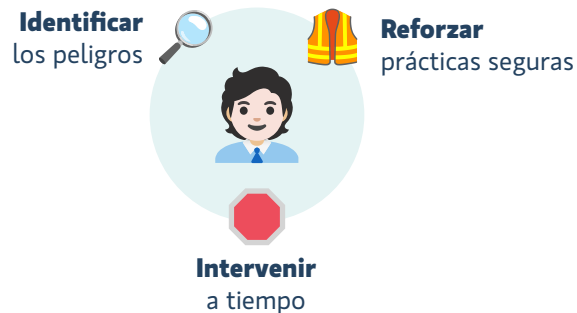 Identificar
los peligros
Reforzar
prácticas seguras
Intervenir
a tiempo